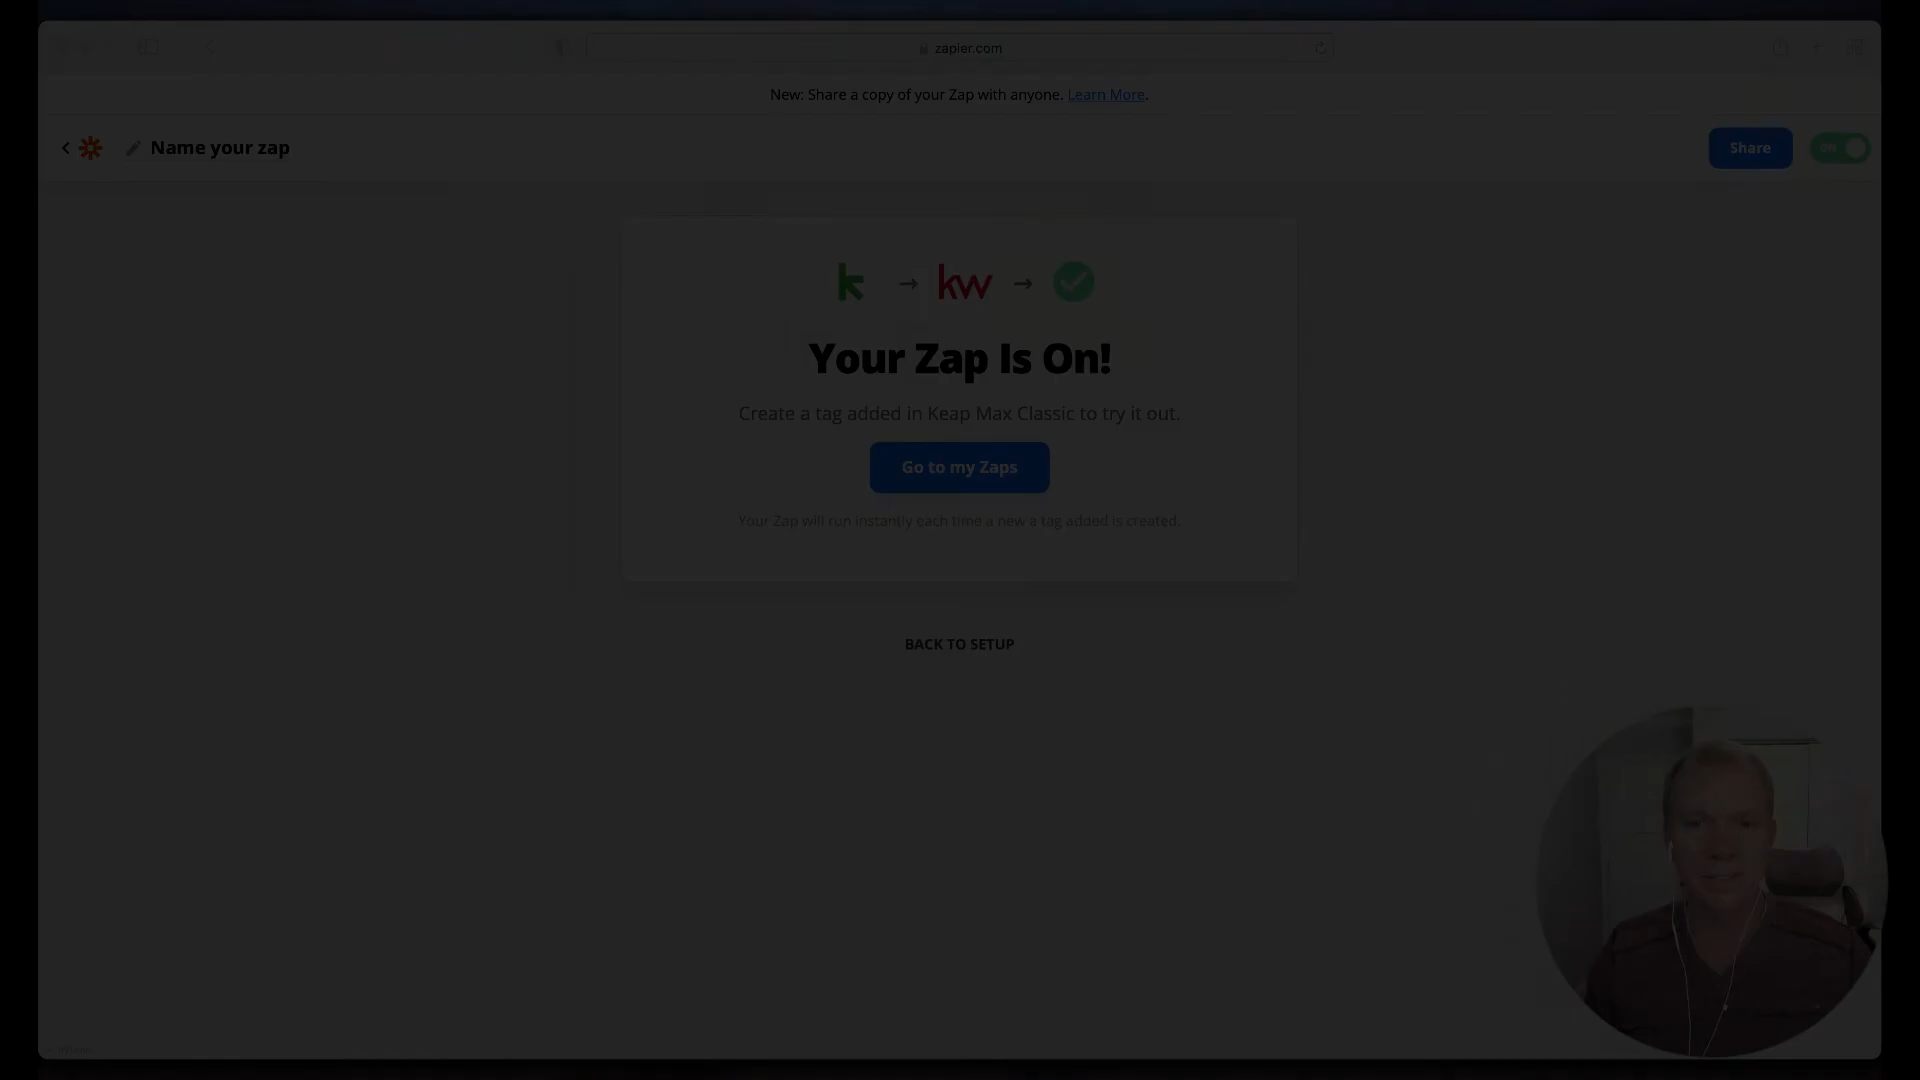 zapier.com
New: Share a copy of your Zap with anyone. Learn More.
Name your zap
Share
ON
k → kw →
Your Zap Is On!
Create a tag added in Keap Max Classic to try it out.
Go to my Zaps
Your Zap will run instantly each time a new a tag added is created.
BACK TO SETUP